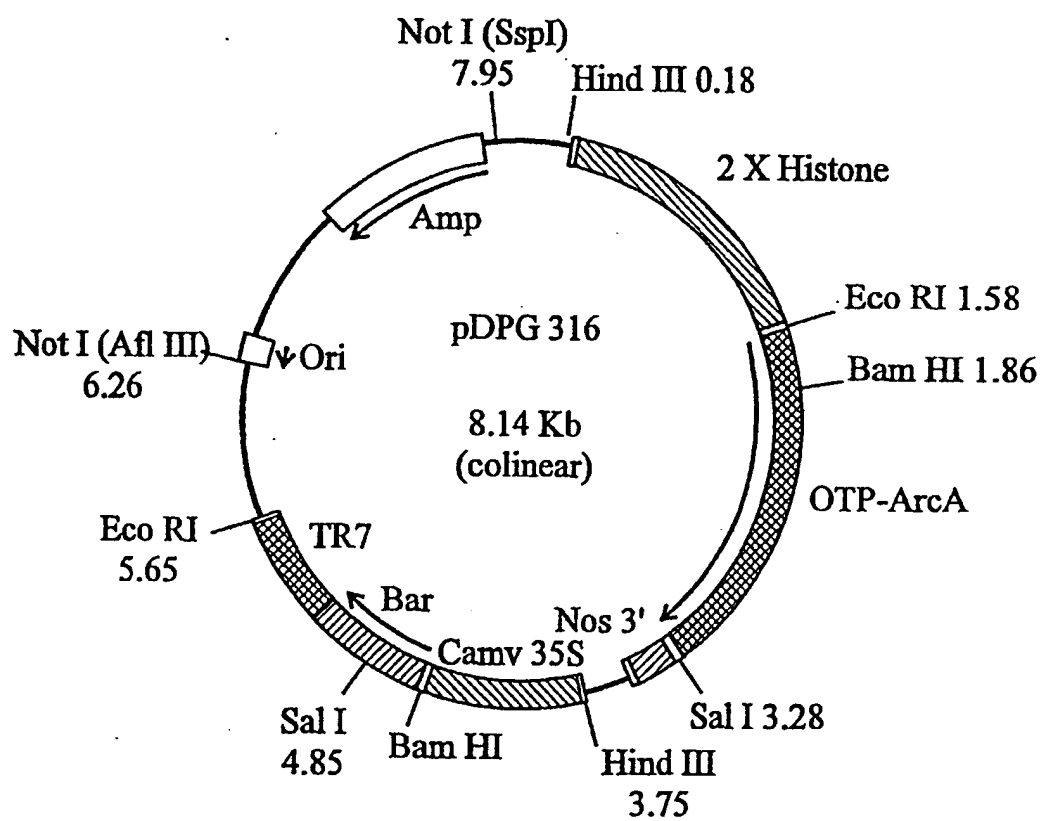 Not I (SspI)
7.95
Hind III 0.18
2 X Histone
Amp
Eco RI 1.58
pDPG 316
Not I (Afl III)
6.26
Ori
Bam HI 1.86
8.14 Kb
(colinear)
OTP-ArcA
Eco RI
5.65
TR7
Bar
Nos 3'
Camv 35S
Sal I
4.85
Bam HI
Sal I 3.28
Hind III
3.75